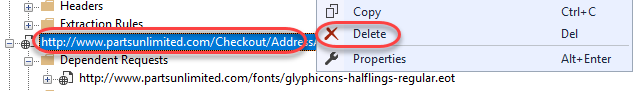 Headers
Extraction Rules
http://www.partsunlimited.com/Checkout/Address
Dependent Requests
http://www.partsunlimited.com/fonts/glyphicons-halflings-regular.eot
Copy Ctrl+C
Delete Del
Properties Alt+Enter